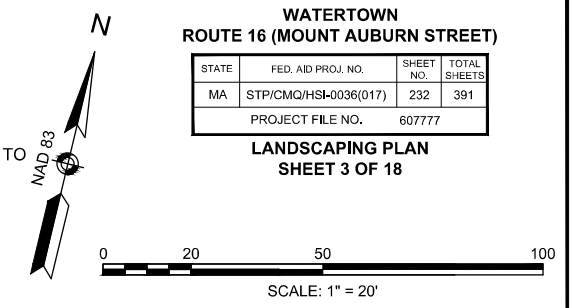 WATERTOWN
ROUTE 16 (MOUNT AUBURN STREET)
STATE FED. AID PROJ. NO. SHEET NO. TOTAL SHEETS
MA STP/CMQ/HSI-0036(017) 232 391
PROJECT FILE NO. 607777
LANDSCAPING PLAN
SHEET 3 OF 18
N
TO NAD 83
0 20 50 100
SCALE: 1" = 20'